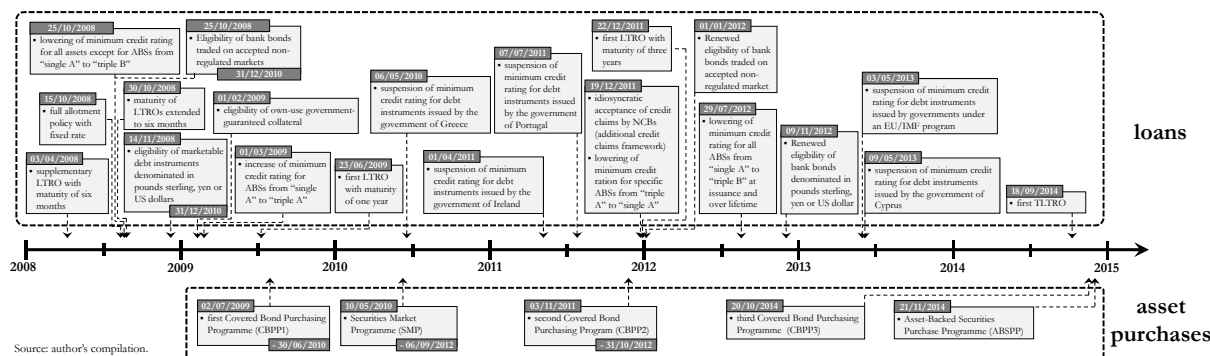 25/10/2008
▪ lowering of minimum credit rating
for all assets except for ABSs from
“single A” to “triple B”
25/10/2008
▪ Eligibility of bank bonds
traded on accepted non-
regulated markets
31/12/2010
15/10/2008
▪ full allotment
policy with
fixed rate
30/10/2008
▪ maturity of
LTROs extended
to six months
01/02/2009
▪ eligibility of own-use government-
guaranteed collateral
03/04/2008
▪ supplementary
LTRO with
maturity of six
months
14/11/2008
▪ eligibility of marketable
debt instruments
denominated in
pounds sterling, yen or
US dollars
31/12/2010
01/03/2009
▪ increase of minimum
credit rating for
ABSs from “single
A” to “triple A”
23/06/2009
▪ first LTRO
with maturity
of one year
06/05/2010
▪ suspension of minimum
credit rating for debt
instruments issued by the
government of Greece
01/04/2011
▪ suspension of minimum
credit rating for debt
instruments issued by the
government of Ireland
07/07/2011
▪ suspension of
minimum credit
rating for debt
instruments issued
by the government
of Portugal
22/12/2011
▪ first LTRO with
maturity of three
years
19/12/2011
▪ idiosyncratic
acceptance of credit
claims by NCBs
(additional credit
claims framework)
▪ lowering of
minimum credit
ration for specific
ABSs from “triple
A” to “single A”
01/01/2012
▪ Renewed
eligibility of bank
bonds traded on
accepted non-
regulated market
29/07/2012
▪ lowering of
minimum credit
rating for all
ABSs from
“single A” to
“triple B” at
issuance and
over lifetime
09/11/2012
▪ Renewed
eligibility of
bank bonds
denominated in
pounds sterling,
yen or US dollar
03/05/2013
▪ suspension of minimum credit
rating for debt instruments
issued by governments under
an EU/IMF program
09/05/2013
▪ suspension of minimum credit
rating for debt instruments
issued by the government of
Cyprus
18/09/2014
▪ first TLTRO
loans
2008 2009 2010 2011 2012 2013 2014 2015
02/07/2009
▪ first Covered Bond Purchasing
Programme (CBPP1)
- 30/06/2010
10/05/2010
▪ Securities Market
Programme (SMP)
- 06/09/2012
03/11/2011
▪ second Covered Bond
Purchasing Program (CBPP2)
- 31/10/2012
20/10/2014
▪ third Covered Bond Purchasing
Programme (CBPP3)
21/11/2014
▪ Asset-Backed Securities
Purchase Programme (ABSPP)
asset
purchases
Source: author’s compilation.